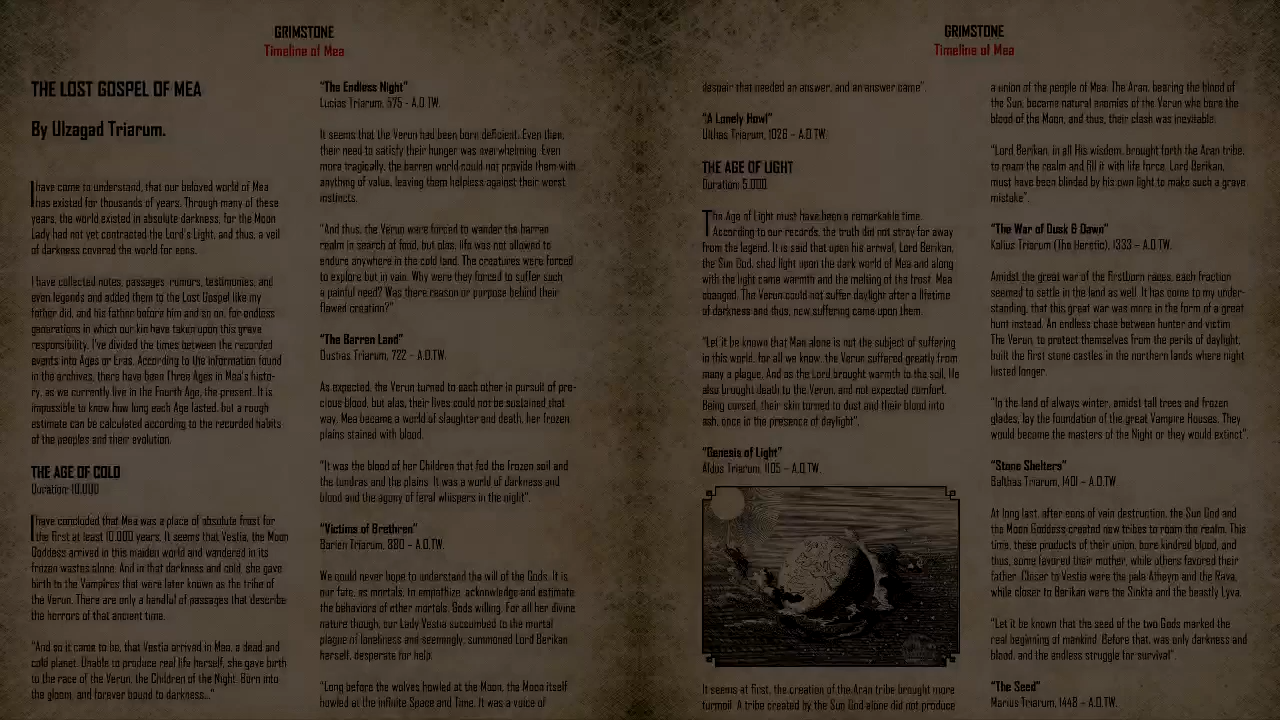 GRIMSTONE
Timeline of Mea
THE LOST GOSPEL OF MEA
By Ulzagad Triarum.
I have come to understand, that our beloved world of Mea
has existed for thousands of years. Through many of these
years, the world existed in absolute darkness, for the Moon
Lady had not yet contracted the Lord's Light, and thus, a veil
of darkness covered the world for eons.
I have collected notes, passages, rumors, testimonies, and
even legends and added them to the Lost Gospel like my
father did, and his father before him and so on, for endless
generations in which our kin have taken upon this grave
responsibility. I've divided the times between the recorded
events into Ages or Eras. According to the information found
in the archives, there have been Three Ages in Mea's histo-
ry, as we currently live in the Fourth Age, the present. It is
impossible to know how long each Age lasted, but a rough
estimate can be calculated according to the recorded habits
of the peoples and their evolution.
THE AGE OF COLD
Duration: 10.000
I have concluded that Mea was a place of absolute frost for
the first at least 10.000 years. It seems that Vestia, the Moon
Goddess arrived in this maiden world and wandered in its
frozen wastes alone. And in that darkness and cold, she gave
birth to the Vampires that were later known as the tribe of
the Verun. There are only a handful of passages that describe
the horrors of that ancient time.
"And so it came to be, that Vestia arrived in Mea, a dead and
cold planet. Unable to produce real life herself, she gave birth
to the race of the Verun, the Children of the Night. Born into
the gloom, and forever bound to darkness..."
"The Endless Night"
Lucias Triarum, 575 - A.O TW.
It seems that the Verun had been born deficient. Even then,
their need to satisfy their hunger was overwhelming. Even
more tragically, the barren world could not provide them with
anything of value, leaving them helpless against their worst
instincts.
"And thus, the Verun were forced to wander the barren
realm in search of food, but alas, life was not allowed to
endure anywhere in the cold land. The creatures were forced
to explore but in vain. Why were they forced to suffer such
a painful need? Was there reason or purpose behind their
flawed creation?"
"The Barren Land"
Dustras Triarum, 722 – A.O.TW.
As expected, the Verun turned to each other in pursuit of pre-
cious blood, but alas, their lives could not be sustained that
way. Mea became a world of slaughter and death, her frozen
plains stained with blood.
"It was the blood of her Children that fed the frozen soil and
the tundras and the plains. It was a world of darkness and
blood and the agony of feral whispers in the night".
"Victims of Brethren"
Barien Triarum, 880 – A.O.TW.
We could never hope to understand the will of the Gods. It is
our fate, as mortals, to empathize, acknowledge and estimate
the behaviors of other mortals. Gods willing. For all her divine
nature though, our Lady Vestia succumbed to the mortal
plague of loneliness and seemingly, summoned Lord Berikan
herself, desperate for help.
"Long before the wolves howled at the Moon, the Moon itself
howled at the infinite Space and Time. It was a voice of
GRIMSTONE
Timeline of Mea
despair that needed an answer, and an answer came".
"A Lonely Howl"
Ulthas Triarum, 1026 – A.O TW.
THE AGE OF LIGHT
Duration: 5.000
The Age of Light must have been a remarkable time.
According to our records, the truth did not stray far away
from the legend. It is said that upon his arrival, Lord Berikan,
the Sun God, shed light upon the dark world of Mea and along
with the light came warmth and the melting of the frost. Mea
changed. The Verun could not suffer daylight after a lifetime
of darkness and thus, new suffering came upon them.
"Let it be known that Man alone is not the subject of suffering
in this world, for all we know, the Verun suffered greatly from
many a plague. And as the Lord brought warmth to the soil, He
also brought death to the Verun, and not expected comfort.
Being cursed, their skin turned to dust and their blood into
ash, once in the presence of daylight".
"Genesis of Light"
Aldus Triarum, 1105 – A.O.TW.
It seems at first, the creation of the Aran tribe brought more
turmoil. A tribe created by the Sun God alone did not produce
a union of the people of Mea. The Aran, bearing the blood of
the Sun, became natural enemies of the Verun who bore the
blood of the Moon, and thus, their clash was inevitable.
"Lord Berikan, in all His wisdom, brought forth the Aran tribe,
to roam the realm and fill it with life force. Lord Berikan,
must have been blinded by his own light to make such a grave
mistake".
"The War of Dusk & Dawn"
Kalius Triarum (The Heretic), 1333 – A.O TW.
Amidst the great war of the firstborn races, each fraction
seemed to settle in the land as well. It has come to my under-
standing, that this great war was more in the form of a great
hunt instead. An endless chase between hunter and victim.
The Verun, to protect themselves from the perils of daylight,
built the first stone castles in the northern lands where night
lasted longer.
"In the land of always winter, amidst tall trees and frozen
glades, lay the foundation of the great Vampire Houses. They
would become the masters of the Night or they would extinct".
"Stone Shelters"
Balthas Triarum, 1401 – A.O.TW
At long last, after eons of vain destruction, the Sun God and
the Moon Goddess created new tribes to roam the realm. This
time, these products of their union, bore kindred blood, and
thus, some favored their mother, while others favored their
father. Closer to Vestia were the pale Atheyn and the Rava,
while closer to Berikan were the Sinkta and the beastly Lyva.
"Let it be known that the seed of the two Gods marked the
real beginning of mankind. Before that, was only darkness and
blood, and the endless struggle for survival".
"The Seed"
Marius Triarum, 1448 – A.O.TW.